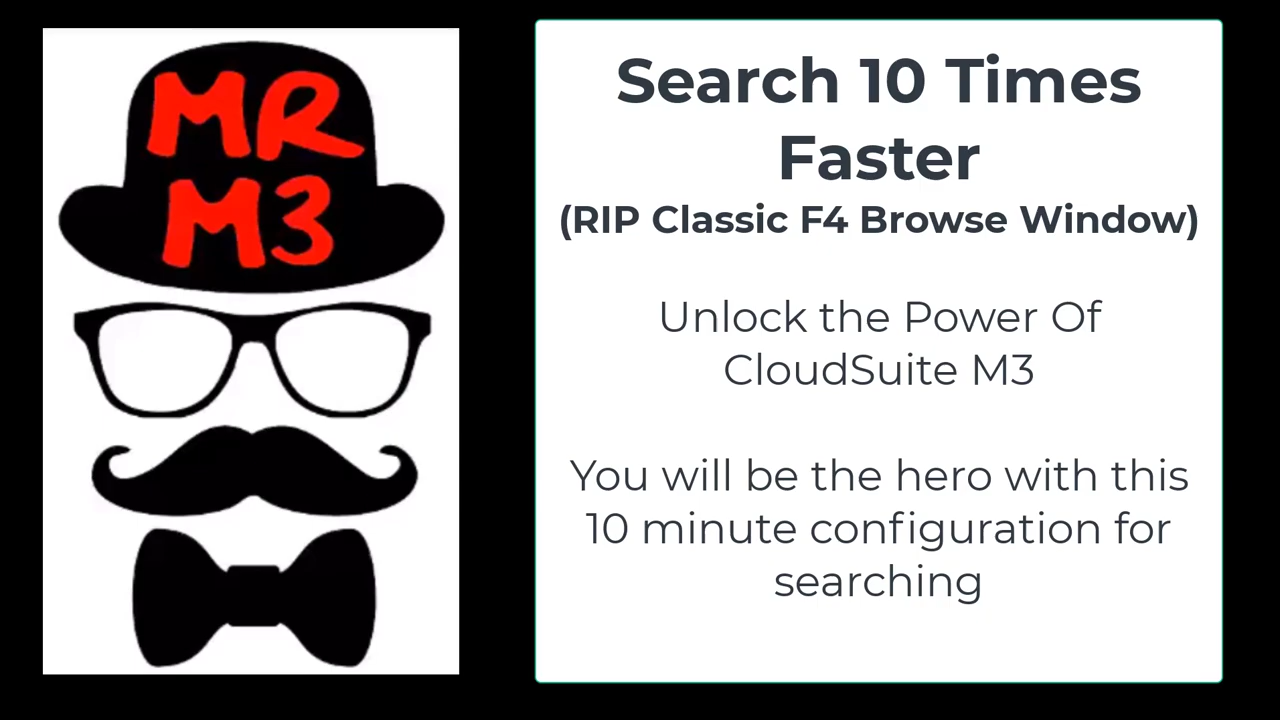 MR
M3
Search 10 Times
Faster
(RIP Classic F4 Browse Window)
Unlock the Power Of
CloudSuite M3
You will be the hero with this
10 minute configuration for
searching